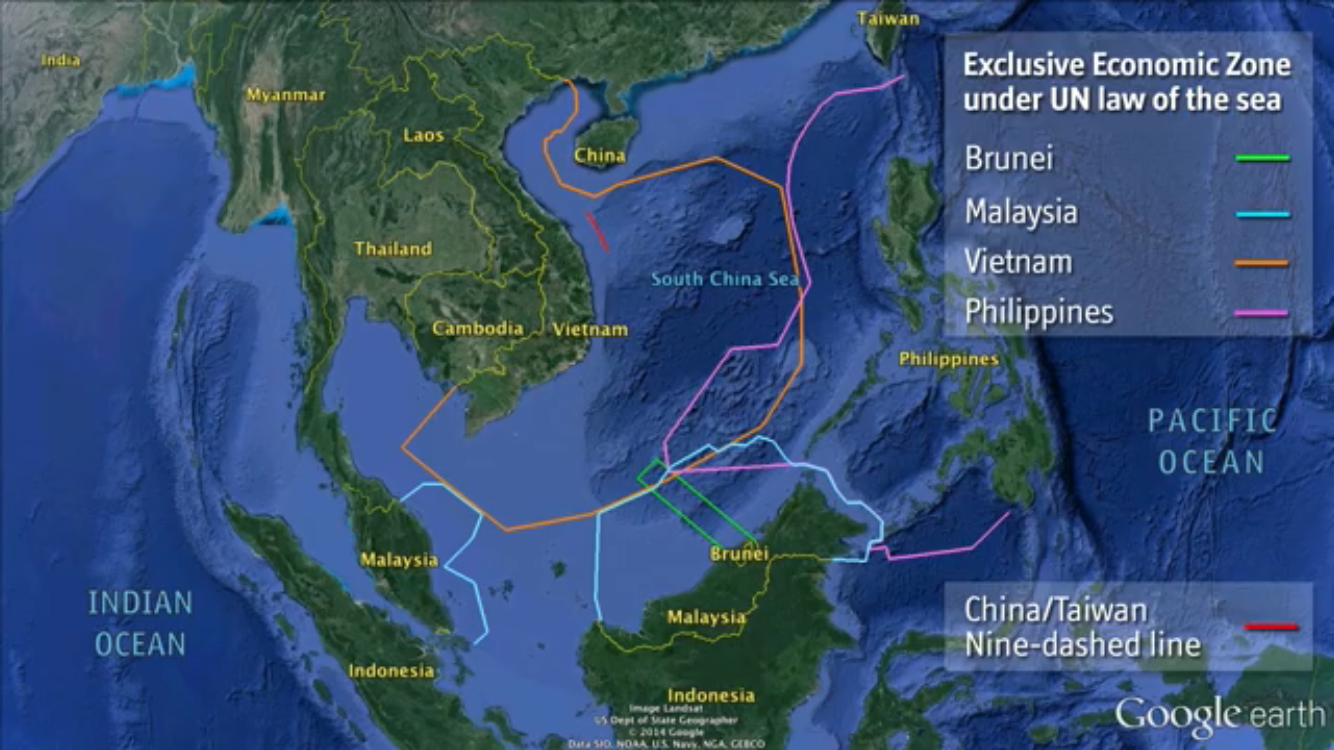 Taiwan
India
Myanmar
Laos
China
Thailand
South China Sea
Cambodia
Vietnam
Philippines
Malaysia
Brunei
Malaysia
Indonesia
Indonesia
INDIAN
OCEAN
PACIFIC
OCEAN
Exclusive Economic Zone
under UN law of the sea
Brunei
Malaysia
Vietnam
Philippines
China/Taiwan
Nine-dashed line
Image Landsat
US Dept of State Geographer
© 2014 Google
Data SIO, NOAA, U.S. Navy, NGA, GEBCO
Google earth